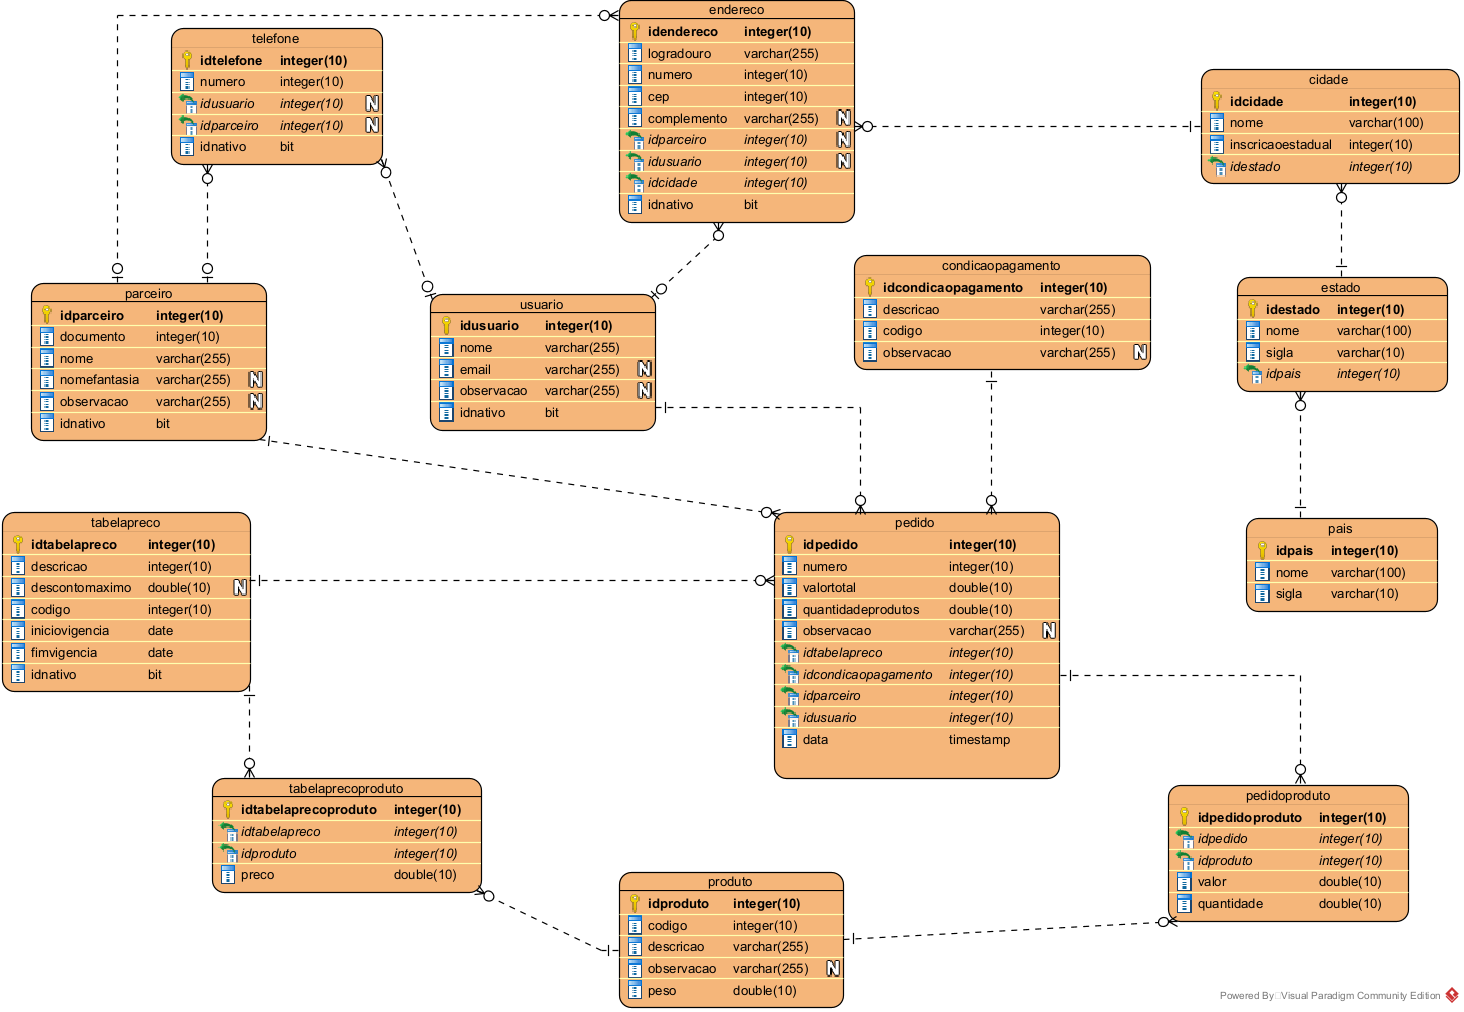 endereco
idendereco integer(10)
logradouro varchar(255)
numero integer(10)
cep integer(10)
complemento varchar(255) N
idparceiro integer(10) N
idusuario integer(10) N
idcidade integer(10)
idnativo bit
telefone
idtelefone integer(10)
numero integer(10)
idusuario integer(10) N
idparceiro integer(10) N
idnativo bit
cidade
idcidade integer(10)
nome varchar(100)
inscricaoestadual integer(10)
idestado integer(10)
parceiro
idparceiro integer(10)
documento integer(10)
nome varchar(255)
nomefantasia varchar(255) N
observacao varchar(255) N
idnativo bit
usuario
idusuario integer(10)
nome varchar(255)
email varchar(255) N
observacao varchar(255) N
idnativo bit
condicaopagamento
idcondicaopagamento integer(10)
descricao varchar(255)
codigo integer(10)
observacao varchar(255) N
estado
idestado integer(10)
nome varchar(100)
sigla varchar(10)
idpais integer(10)
tabelapreco
idtabelapreco integer(10)
descricao integer(10)
descontomaximo double(10) N
codigo integer(10)
iniciovigencia date
fimvigencia date
idnativo bit
pedido
idpedido integer(10)
numero integer(10)
valortotal double(10)
quantidadeprodutos double(10)
observacao varchar(255) N
idtabelapreco integer(10)
idcondicaopagamento integer(10)
idparceiro integer(10)
idusuario integer(10)
data timestamp
pais
idpais integer(10)
nome varchar(100)
sigla varchar(10)
tabelaprecoproduto
idtabelaprecoproduto integer(10)
idtabelapreco integer(10)
idproduto integer(10)
preco double(10)
produto
idproduto integer(10)
codigo integer(10)
descricao varchar(255)
observacao varchar(255) N
peso double(10)
pedidoproduto
idpedidoproduto integer(10)
idpedido integer(10)
idproduto integer(10)
valor double(10)
quantidade double(10)
Powered By Visual Paradigm Community Edition